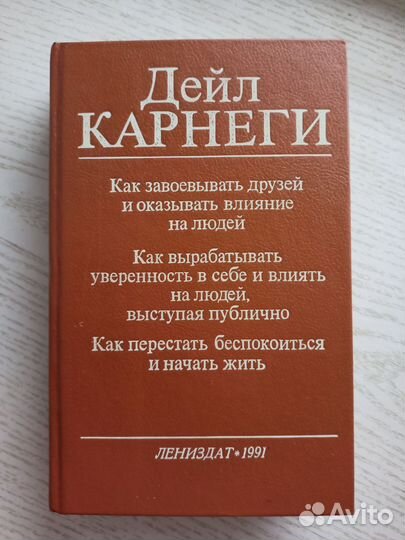 Дейл
КАРНЕГИ
Как завоевывать друзей
и оказывать влияние
на людей
Как вырабатывать
уверенность в себе и влиять
на людей,
выступая публично
Как перестать беспокоиться
и начать жить
ЛЕНИЗДАТ•1991
Avito